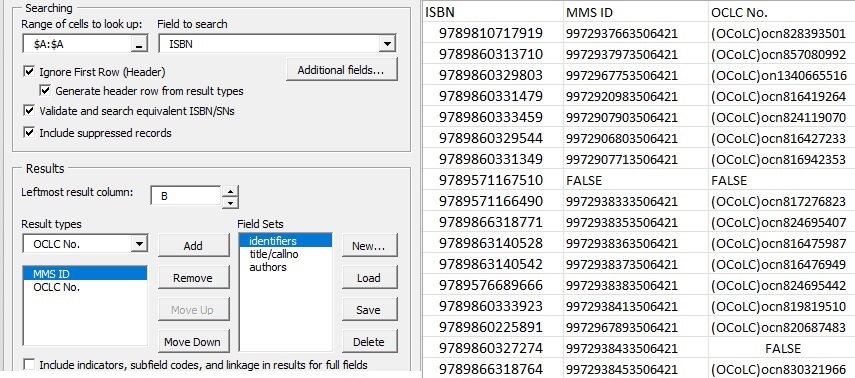 Searching
Range of cells to look up:
Field to search
$A:$A
ISBN
Ignore First Row (Header)
Additional fields...
Generate header row from result types
Validate and search equivalent ISBN/SNs
Include suppressed records
Results
Leftmost result column:
B
Result types
Field Sets
OCLC No.
Add
identifiers
title/callno
authors
New...
MMS ID
OCLC No.
Remove
Load
Move Up
Save
Move Down
Delete
Include indicators, subfield codes, and linkage in results for full fields
ISBN MMS ID OCLC No.
9789810717919 9972937663506421 (OCoLC)ocn828393501
9789860313710 9972937973506421 (OCoLC)ocn857080992
9789860329803 9972967753506421 (OCoLC)on1340665516
9789860331479 9972920983506421 (OCoLC)ocn816419264
9789860333459 9972907903506421 (OCoLC)ocn824119070
9789860329544 9972906803506421 (OCoLC)ocn816427233
9789860331349 9972907713506421 (OCoLC)ocn816942353
9789571167510 FALSE FALSE
9789571166490 9972938333506421 (OCoLC)ocn817276823
9789866318771 9972938353506421 (OCoLC)ocn824695407
9789863140528 9972938363506421 (OCoLC)ocn816475987
9789863140542 9972938373506421 (OCoLC)ocn816476949
9789576689666 9972938383506421 (OCoLC)ocn824695442
9789860333923 9972938413506421 (OCoLC)ocn819819510
9789860225891 9972967893506421 (OCoLC)ocn820687483
9789860327274 9972938433506421 FALSE
9789866318764 9972938453506421 (OCoLC)ocn830321966